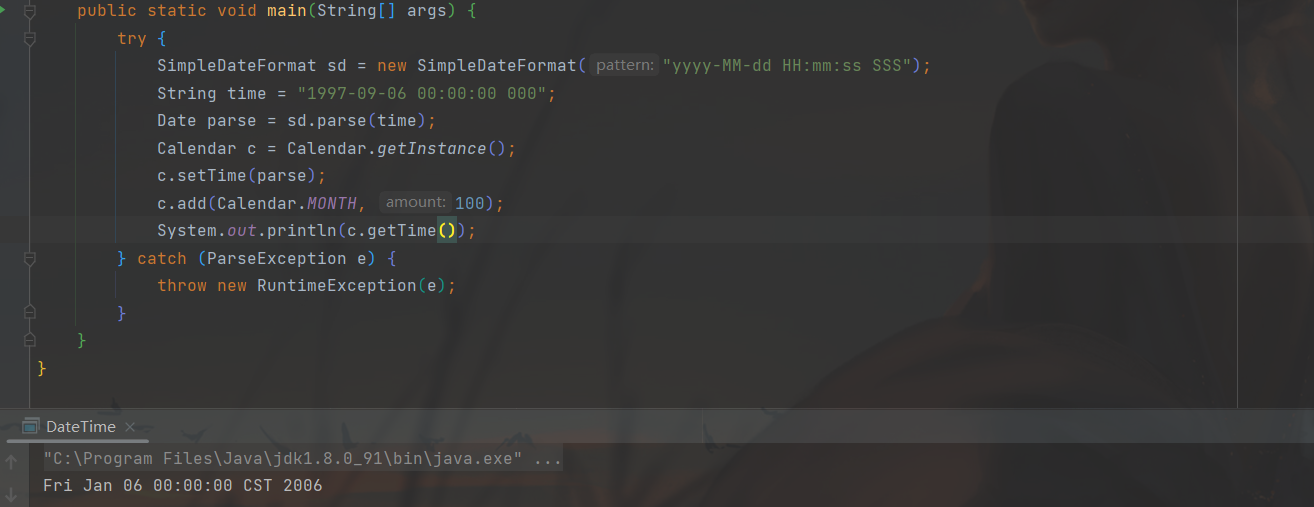 public static void main(String[] args) {
try {
SimpleDateFormat sd = new SimpleDateFormat( pattern: "yyyy-MM-dd HH:mm:ss SSS");
String time = "1997-09-06 00:00:00 000";
Date parse = sd.parse(time);
Calendar c = Calendar.getInstance();
c.setTime(parse);
c.add(Calendar.MONTH, amount: 100);
System.out.println(c.getTime());
} catch (ParseException e) {
throw new RuntimeException(e);
}
}
}
DateTime ×
"C:\Program Files\Java\jdk1.8.0_91\bin\java.exe" ...
Fri Jan 06 00:00:00 CST 2006